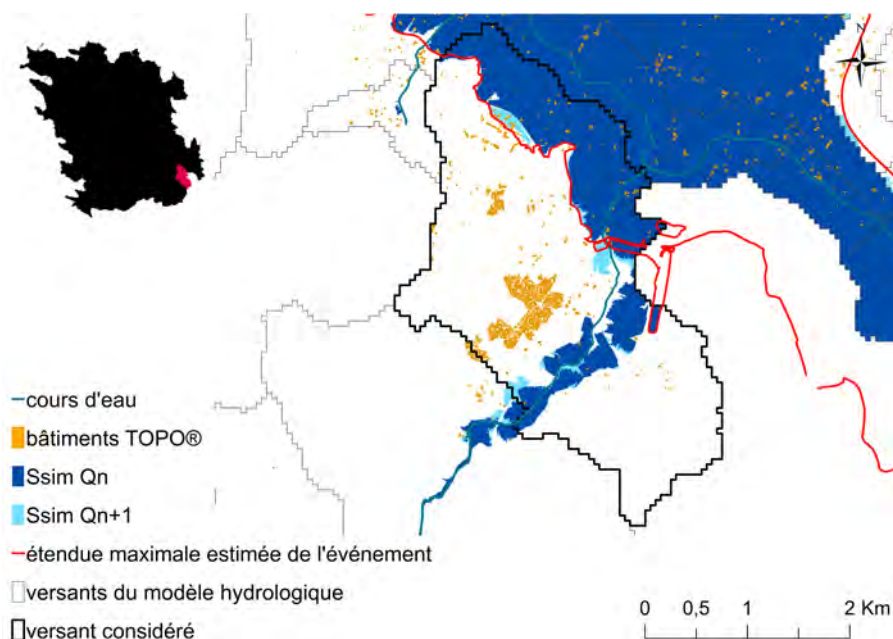 N
cours d'eau
bâtiments TOPO®
Ssim Qn
Ssim Qn+1
étendue maximale estimée de l'événement
versants du modèle hydrologique
versant considéré
0 0,5 1 2 Km